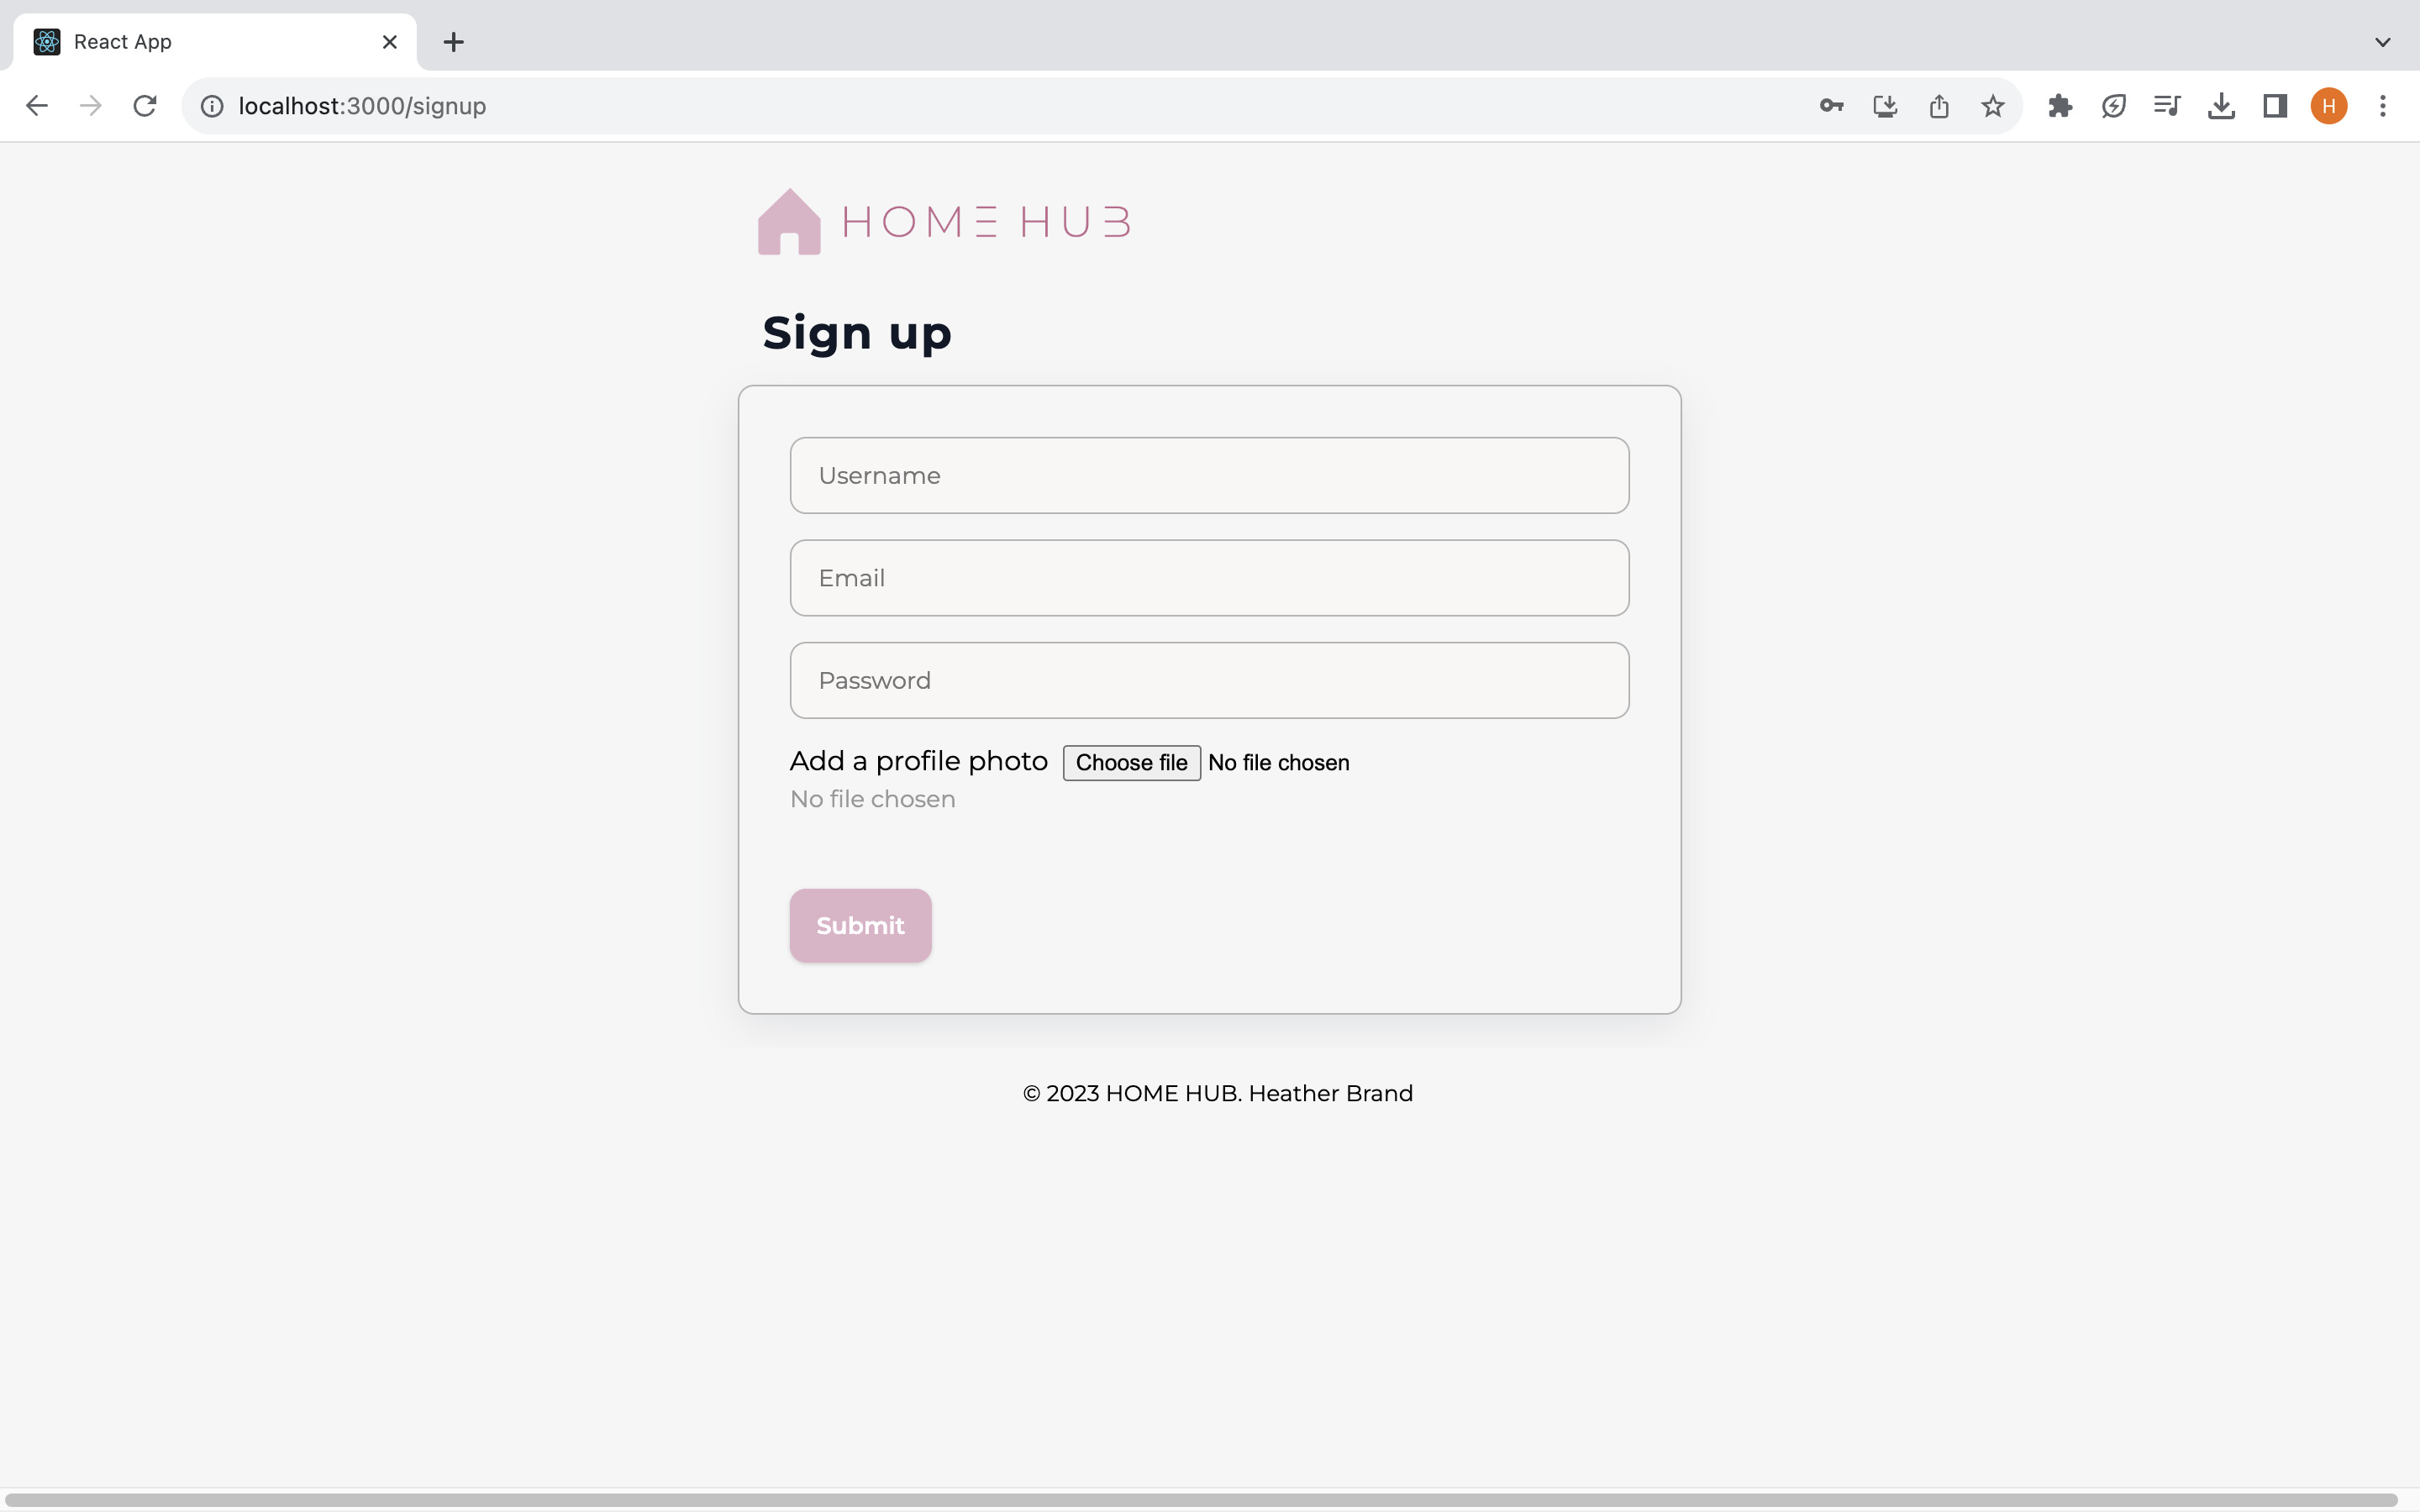 React App
localhost:3000/signup
H
HOME HUB
Sign up
Username
Email
Password
Add a profile photo Choose file No file chosen
No file chosen
Submit
© 2023 HOME HUB. Heather Brand